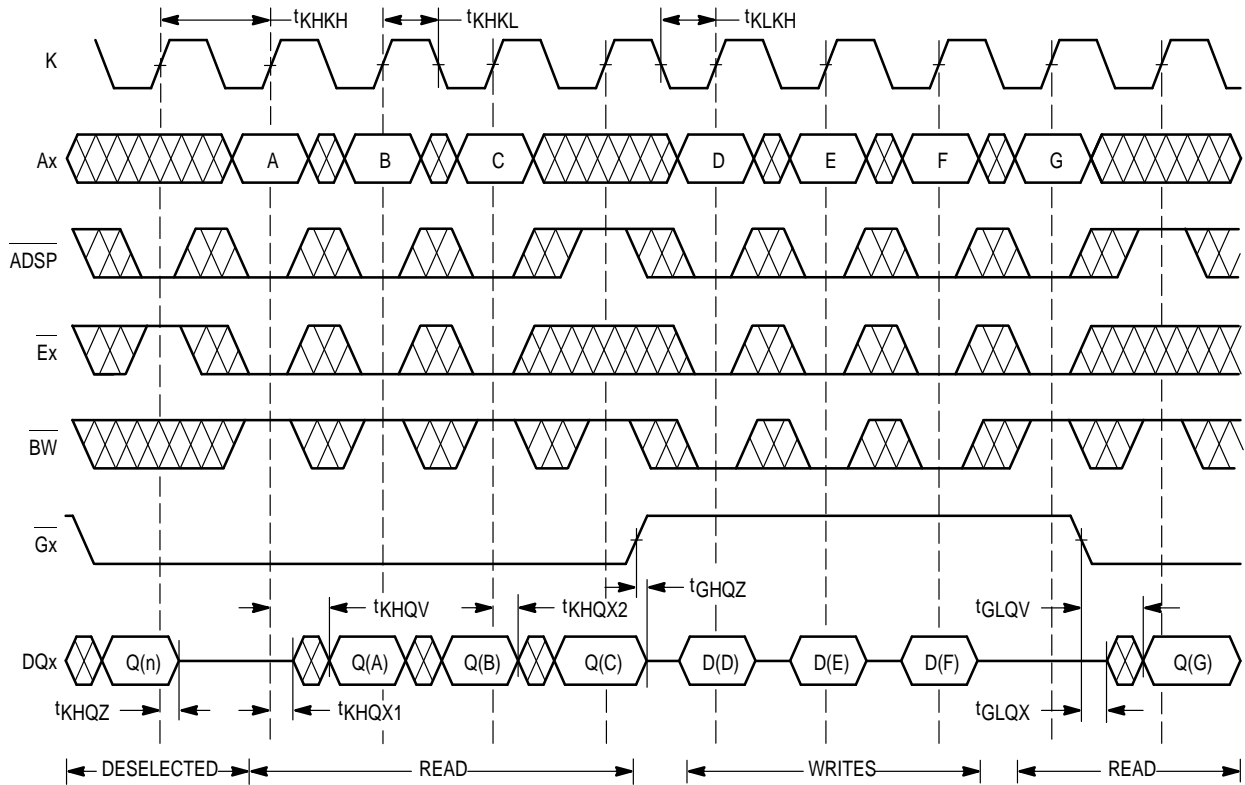 tKHKH tKHKL tKLKH
K
Ax A B C D E F G
ADSP
Ex
BW
Gx
tGHQZ
tKHQV tKHQX2 tGLQV
DQx Q(n) Q(A) Q(B) Q(C) D(D) D(E) D(F) Q(G)
tKHQZ tKHQX1 tGLQX
DESELECTED READ WRITES READ